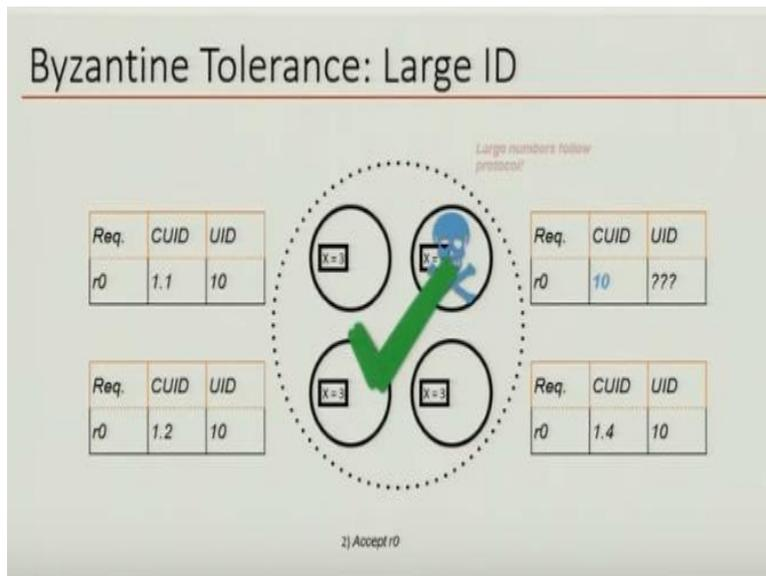 Byzantine Tolerance: Large ID
Large numbers follow
protocol!
Req. CUID UID
r0 1.1 10
X = 3
X =
Req. CUID UID
r0 10 ???
Req. CUID UID
r0 1.2 10
X = 3
X = 3
Req. CUID UID
r0 1.4 10
2) Accept r0